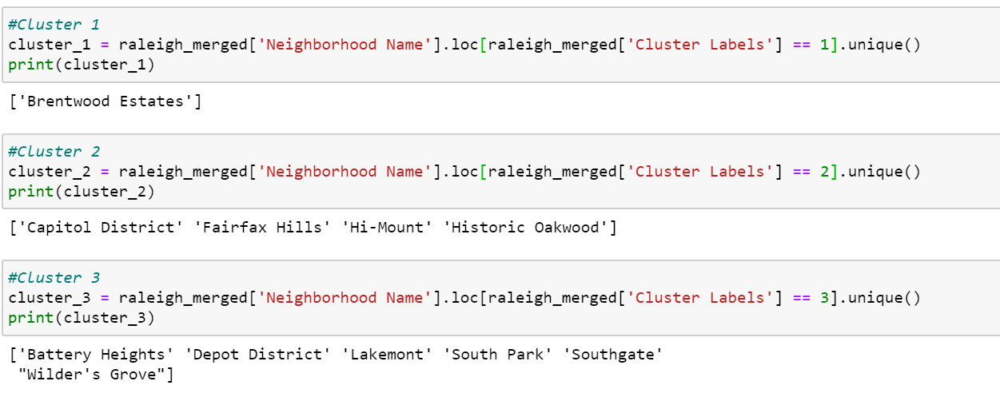 #Cluster 1
cluster_1 = raleigh_merged['Neighborhood Name'].loc[raleigh_merged['Cluster Labels'] == 1].unique()
print(cluster_1)
['Brentwood Estates']
#Cluster 2
cluster_2 = raleigh_merged['Neighborhood Name'].loc[raleigh_merged['Cluster Labels'] == 2].unique()
print(cluster_2)
['Capitol District' 'Fairfax Hills' 'Hi-Mount' 'Historic Oakwood']
#Cluster 3
cluster_3 = raleigh_merged['Neighborhood Name'].loc[raleigh_merged['Cluster Labels'] == 3].unique()
print(cluster_3)
['Battery Heights' 'Depot District' 'Lakemont' 'South Park' 'Southgate'
 "Wilder's Grove"]